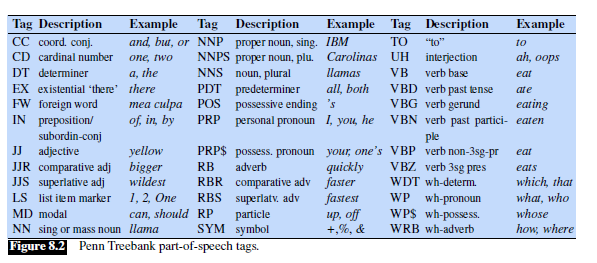 Tag Description Example Tag Description Example Tag Description Example
CC coord. conj. and, but, or NNP proper noun, sing. IBM TO “to” to
CD cardinal number one, two NNPS proper noun, plu. Carolinas UH interjection ah, oops
DT determiner a, the NNS noun, plural llamas VB verb base eat
EX existential ‘there’ there PDT predeterminer all, both VBD verb past tense ate
FW foreign word mea culpa POS possessive ending ’s VBG verb gerund eating
IN preposition/ of, in, by PRP personal pronoun I, you, he VBN verb past partici- eaten
subordin-conj ple
JJ adjective yellow PRP$ possess. pronoun your, one’s VBP verb non-3sg-pr eat
JJR comparative adj bigger RB adverb quickly VBZ verb 3sg pres eats
JJS superlative adj wildest RBR comparative adv faster WDT wh-determ. which, that
LS list item marker 1, 2, One RBS superlatv. adv fastest WP wh-pronoun what, who
MD modal can, should RP particle up, off WP$ wh-possess. whose
NN sing or mass noun llama SYM symbol +,%, & WRB wh-adverb how, where
Figure 8.2 Penn Treebank part-of-speech tags.